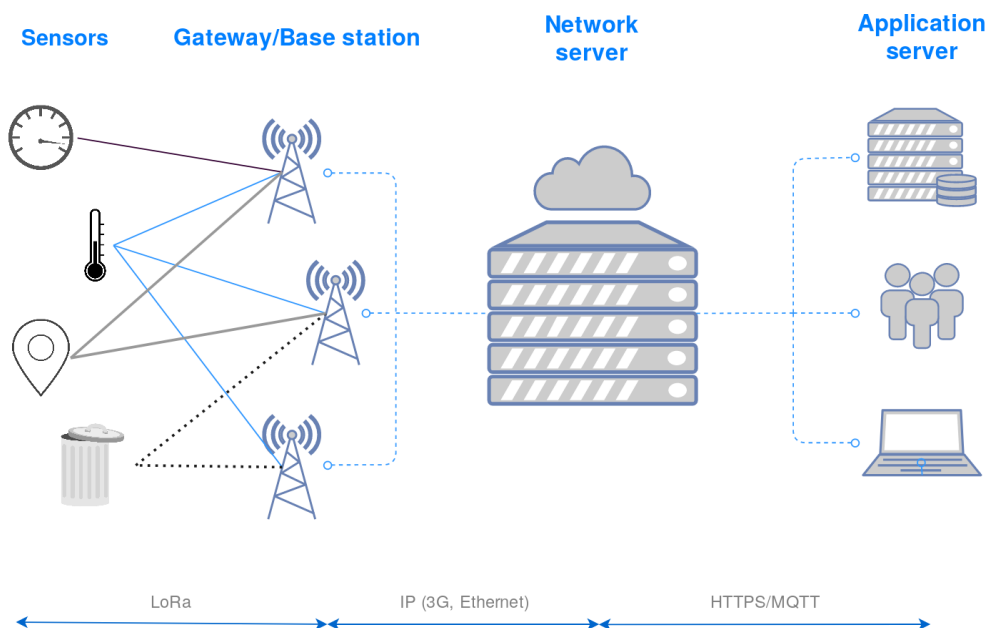 Sensors
Gateway/Base station
Network
server
Application
server
LoRa
IP (3G, Ethernet)
HTTPS/MQTT